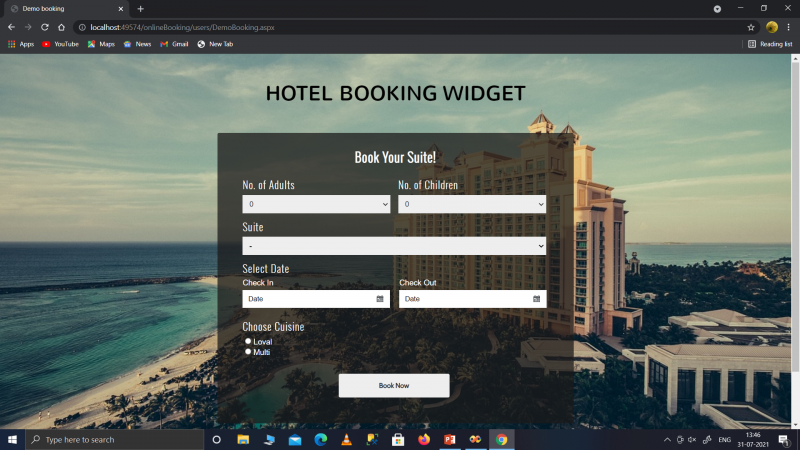 Demo booking
localhost:49574/onlineBooking/users/DemoBooking.aspx
Apps YouTube Maps News Gmail New Tab Reading list
HOTEL BOOKING WIDGET
Book Your Suite!
No. of Adults No. of Children
0 0
Suite
-
Select Date
Check In Check Out
Date Date
Choose Cuisine
Loval
Multi
Book Now
Type here to search
ENG
13:46
31-07-2021
1